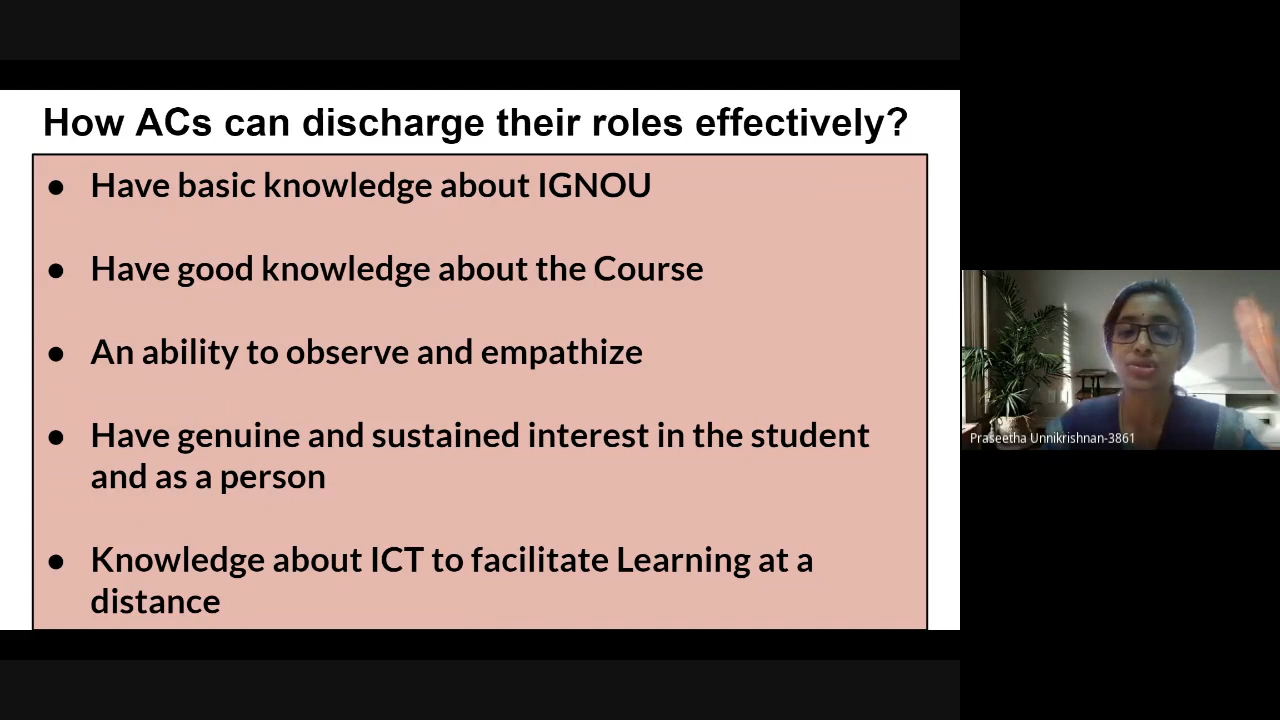 How ACs can discharge their roles effectively?
● Have basic knowledge about IGNOU
● Have good knowledge about the Course
● An ability to observe and empathize
● Have genuine and sustained interest in the student
and as a person
● Knowledge about ICT to facilitate Learning at a
distance
Praseetha Unnikrishnan-3861